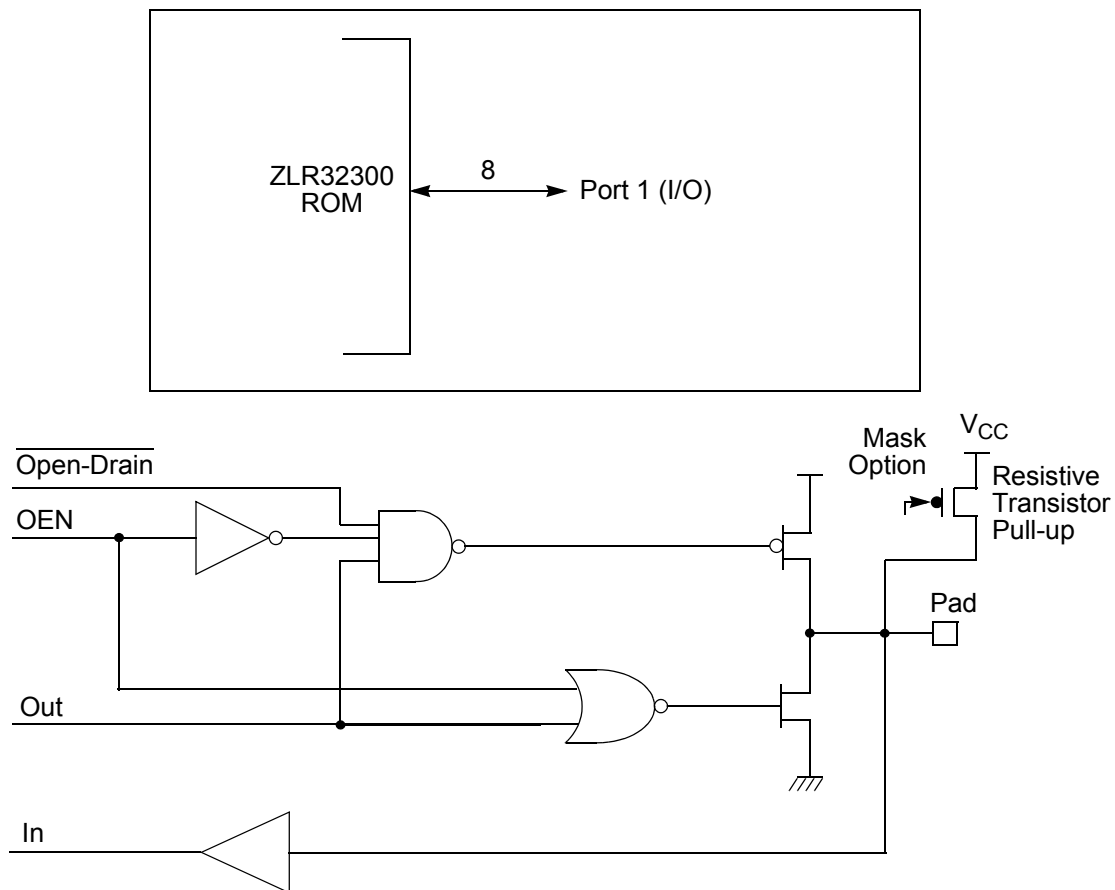 ZLR32300
ROM
8
Port 1 (I/O)
Open-Drain
OEN
Mask
Option
VCC
Resistive
Transistor
Pull-up
Pad
Out
In